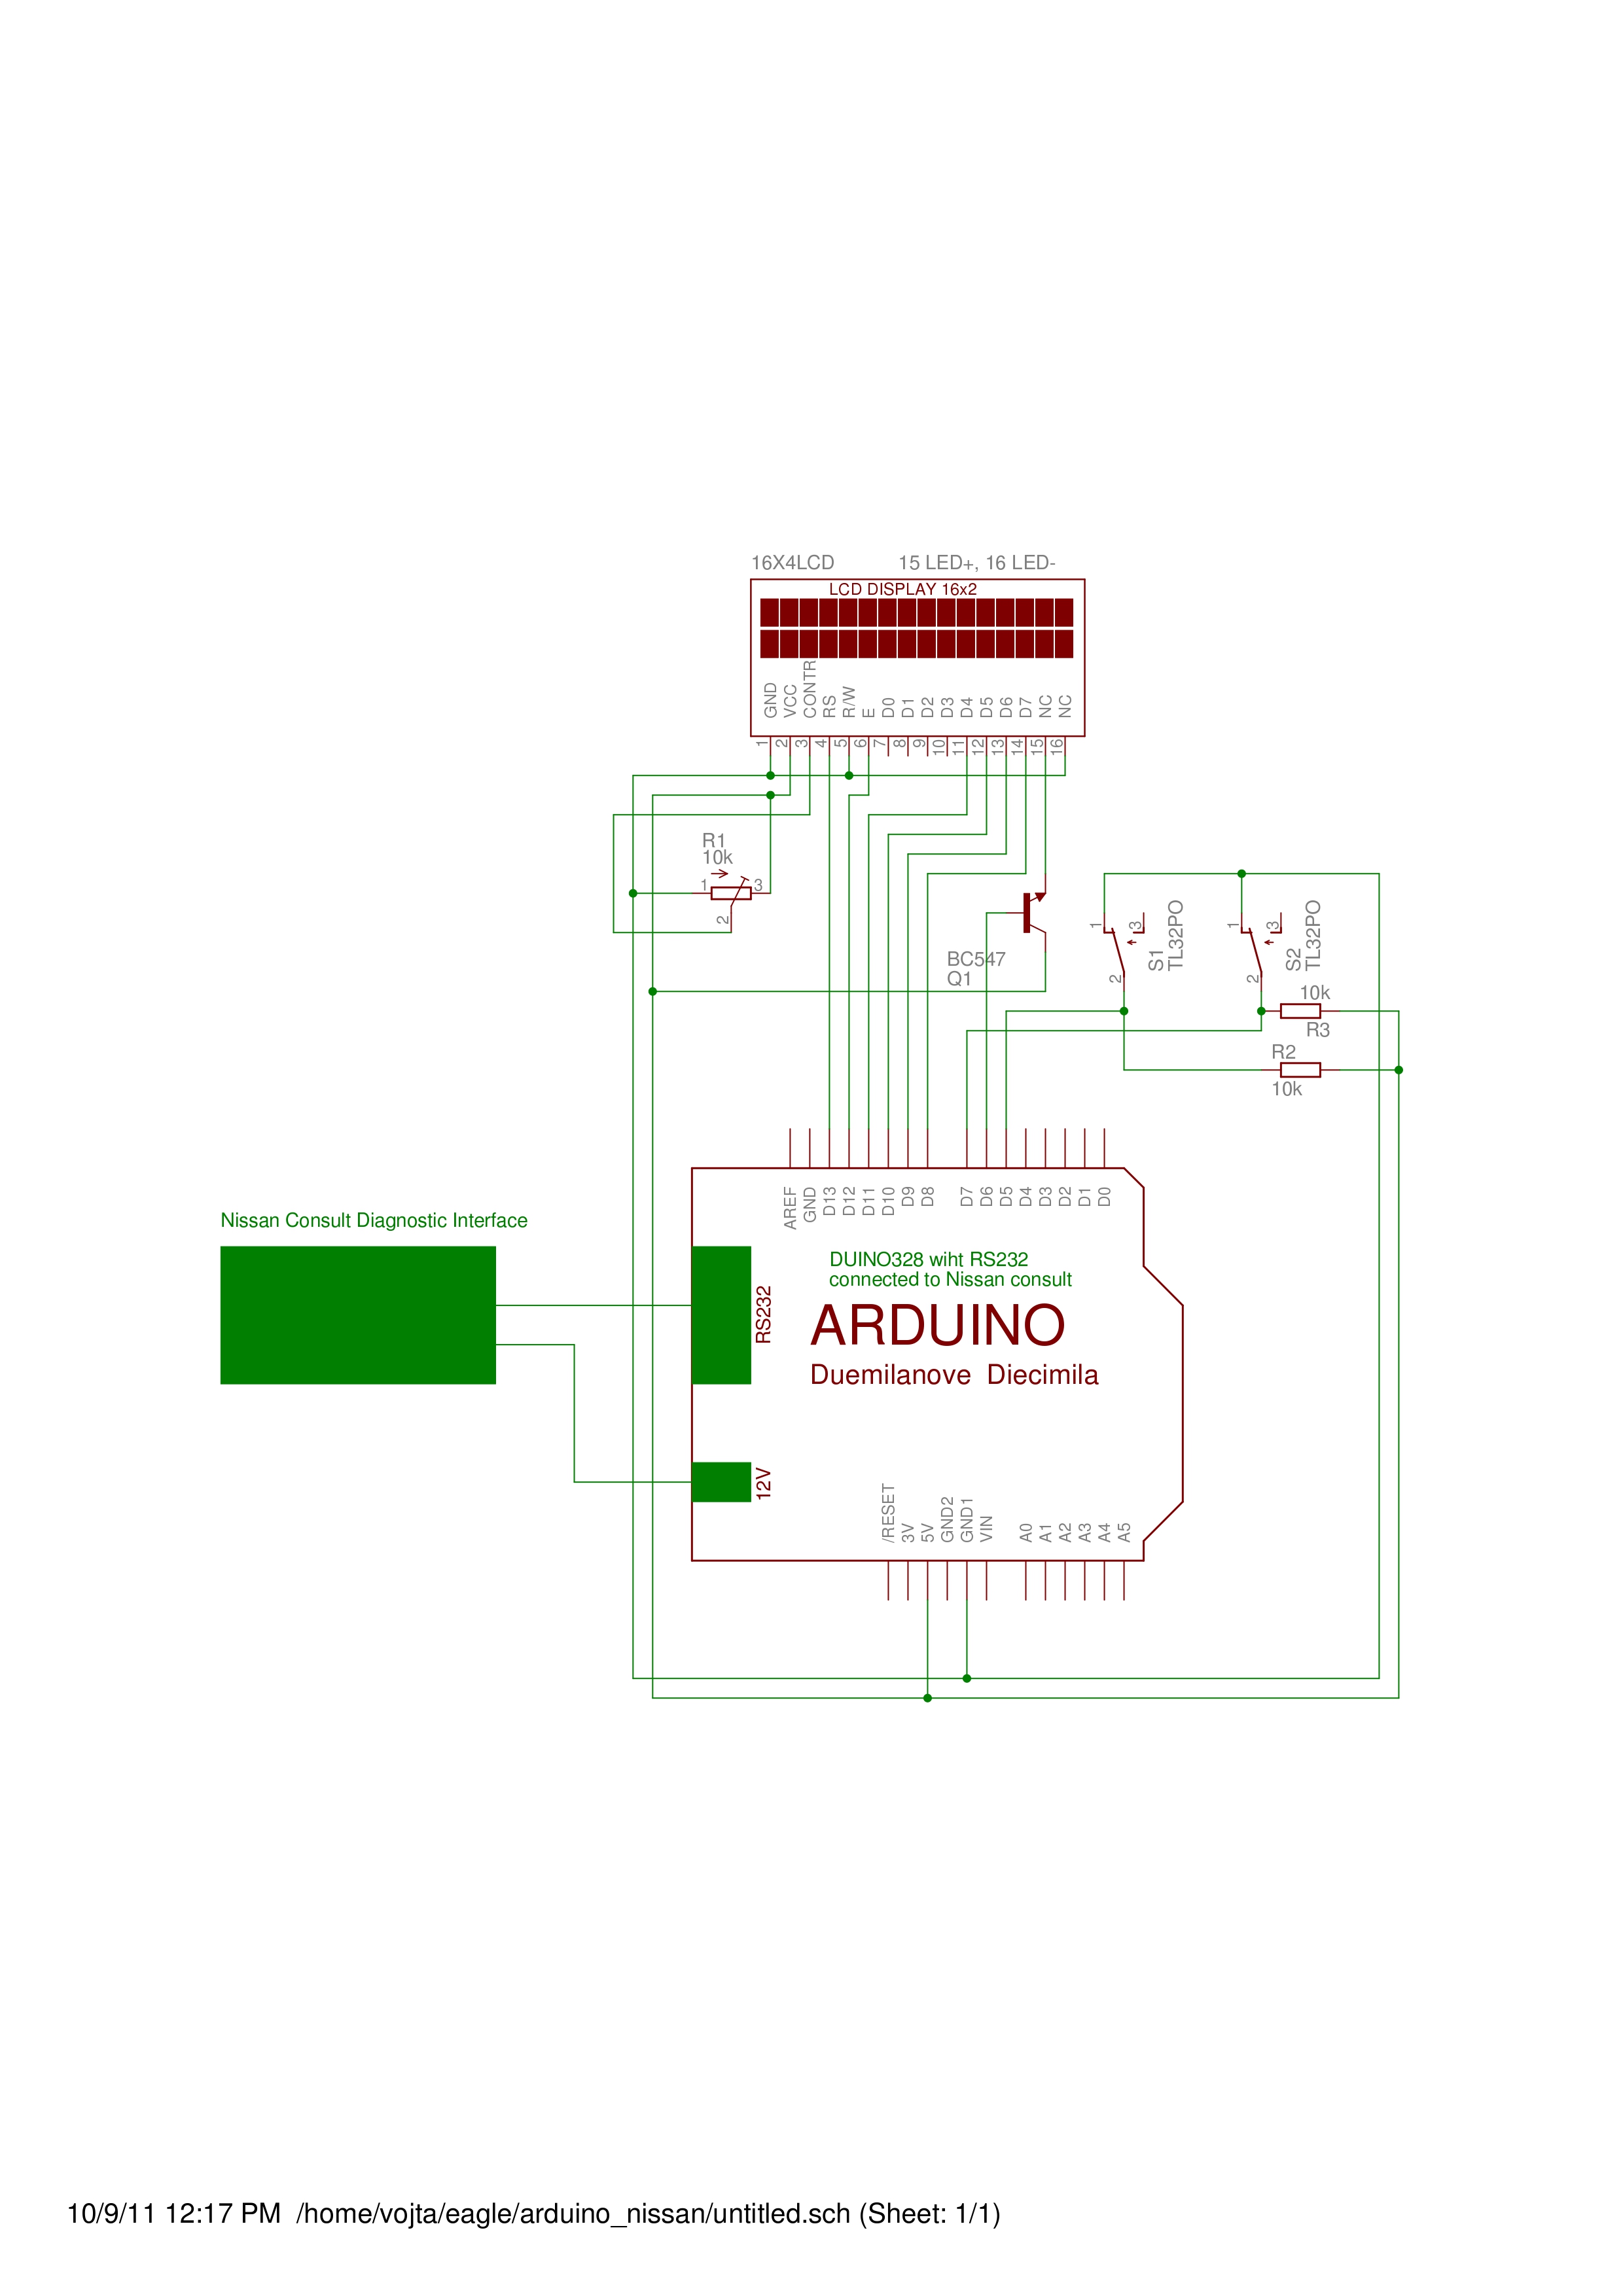 16X4LCD 15 LED+, 16 LED-
LCD DISPLAY 16x2
GND VCC CONTR RS R/W E D0 D1 D2 D3 D4 D5 D6 D7 NC NC
1 2 3 4 5 6 7 8 9 10 11 12 13 14 15 16
R1
10k
1 3
2
BC547
Q1
1 3
2
S1
TL32PO
1 3
2
S2
TL32PO
10k
R3
R2
10k
AREF GND D13 D12 D11 D10 D9 D8 D7 D6 D5 D4 D3 D2 D1 D0
Nissan Consult Diagnostic Interface
DUINO328 wiht RS232
connected to Nissan consult
RS232
ARDUINO
Duemilanove Diecimila
12V
/RESET 3V 5V GND2 GND1 VIN A0 A1 A2 A3 A4 A5
10/9/11 12:17 PM /home/vojta/eagle/arduino_nissan/untitled.sch (Sheet: 1/1)